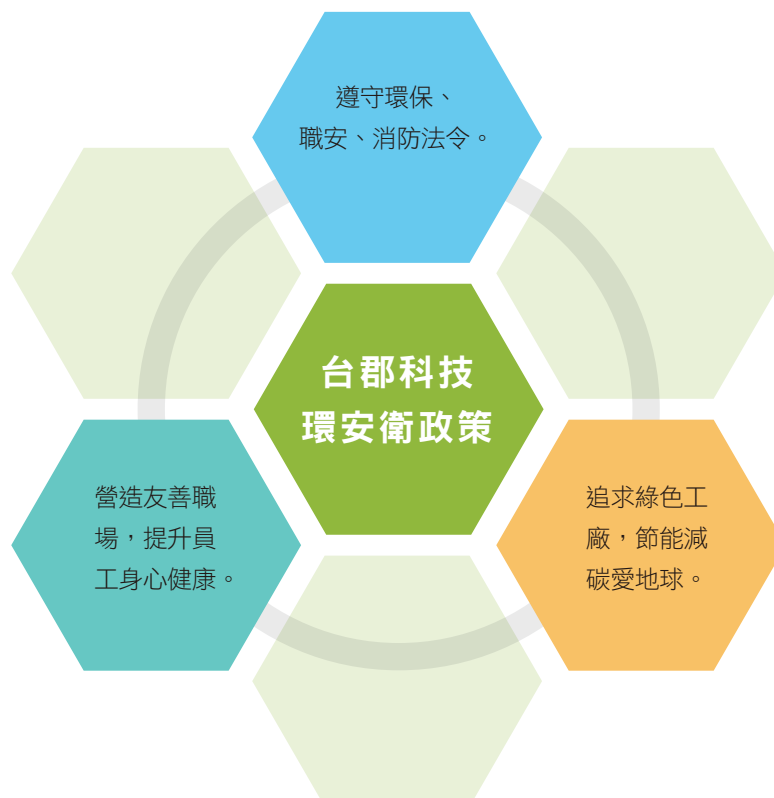 遵守環保、
職安、消防法令。
台郡科技
環安衛政策
營造友善職
場，提升員
工身心健康。
追求綠色工
廠，節能減
碳愛地球。